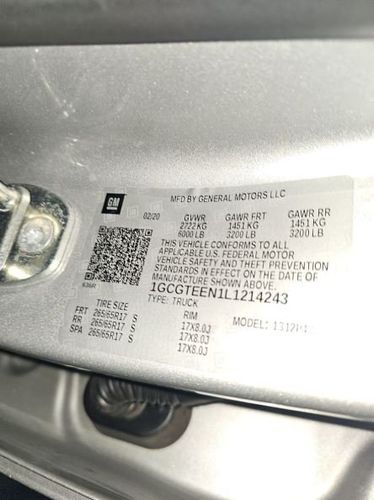 GM
MFD BY GENERAL MOTORS LLC
02/20 GVWR GAWR FRT GAWR RR
2722 KG 1451 KG 1451 KG
6000 LB 3200 LB 3200 LB
THIS VEHICLE CONFORMS TO ALL
APPLICABLE U.S. FEDERAL MOTOR
VEHICLE SAFETY AND THEFT PREVENTION
STANDARDS IN EFFECT ON THE DATE OF
MANUFACTURE SHOWN ABOVE.
1GCGTEEN1L1214243
TYPE: TRUCK
TIRE SIZE RIM MODEL:
FRT 265/65R17 S 17X8.0J
RR 265/65R17 S 17X8.0J
SPA 265/65R17 S 17X8.0J